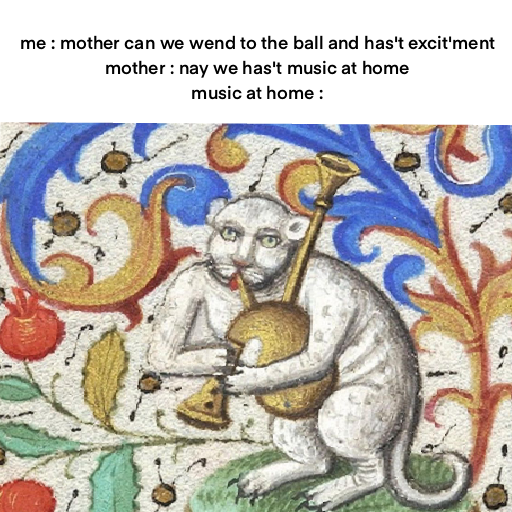 me : mother can we wend to the ball and has't excit'ment
mother : nay we has't music at home
music at home :